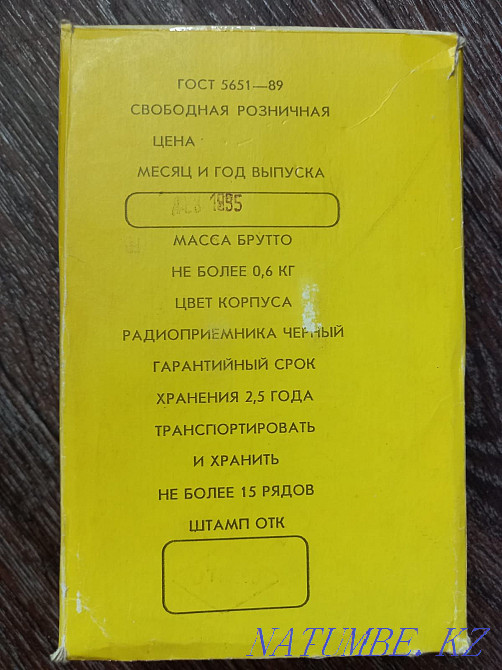 ГОСТ 5651—89
СВОБОДНАЯ РОЗНИЧНАЯ
ЦЕНА
МЕСЯЦ И ГОД ВЫПУСКА
1995
МАССА БРУТТО
НЕ БОЛЕЕ 0,6 КГ
ЦВЕТ КОРПУСА
РАДИОПРИЕМНИКА ЧЕРНЫЙ
ГАРАНТИЙНЫЙ СРОК
ХРАНЕНИЯ 2,5 ГОДА
ТРАНСПОРТИРОВАТЬ
И ХРАНИТЬ
НЕ БОЛЕЕ 15 РЯДОВ
ШТАМП ОТК
NATUMBE.KZ